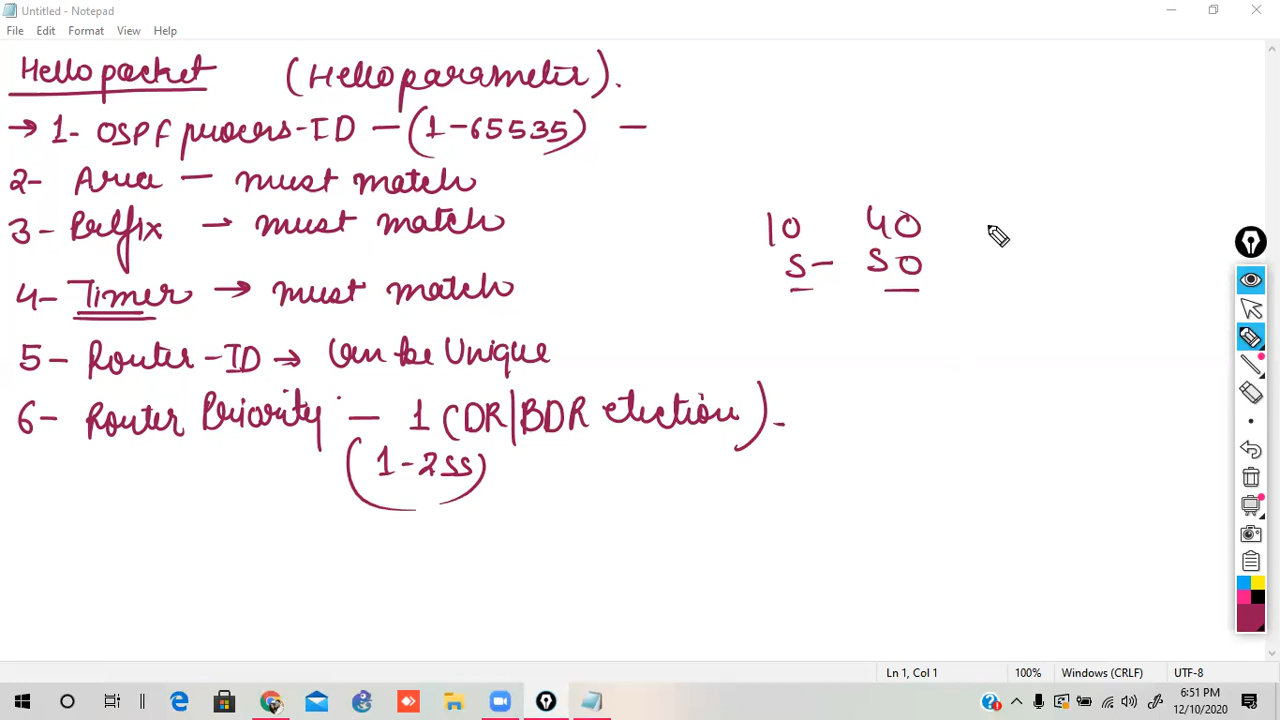 Untitled - Notepad
File Edit Format View Help
Hello packet (Hello parameter).
→ 1- OSPF process-ID - (1-65535) -
2- Area - must match
3- Prefix → must match
10 40
4- Timer → must match
5- 50
5- Router-ID → Can be Unique
6- Router Priority - 1 (DR|BDR election).
(1-255)
Ln 1, Col 1 100% Windows (CRLF) UTF-8
6:51 PM
12/10/2020